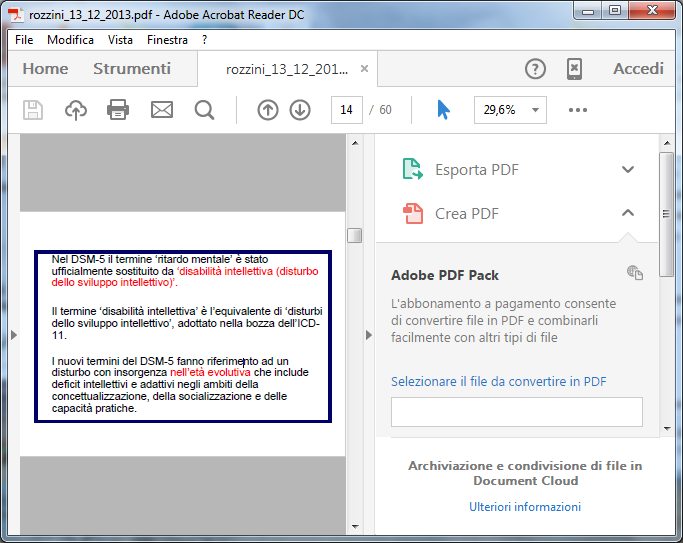 rozzini_13_12_2013.pdf - Adobe Acrobat Reader DC
File Modifica Vista Finestra ?
Home Strumenti rozzini_13_12_201... × ? Accedi
14 / 60 29,6%
Nel DSM-5 il termine ‘ritardo mentale’ è stato
ufficialmente sostituito da ‘disabilità intellettiva (disturbo
dello sviluppo intellettivo)’.
Il termine ‘disabilità intellettiva’ è l’equivalente di ‘disturbi
dello sviluppo intellettivo’, adottato nella bozza dell’ICD-
11.
I nuovi termini del DSM-5 fanno riferimento ad un
disturbo con insorgenza nell’età evolutiva che include
deficit intellettivi e adattivi negli ambiti della
concettualizzazione, della socializzazione e delle
capacità pratiche.
Esporta PDF
Crea PDF
Adobe PDF Pack
L'abbonamento a pagamento consente
di convertire file in PDF e combinarli
facilmente con altri tipi di file
Selezionare il file da convertire in PDF
Archiviazione e condivisione di file in
Document Cloud
Ulteriori informazioni